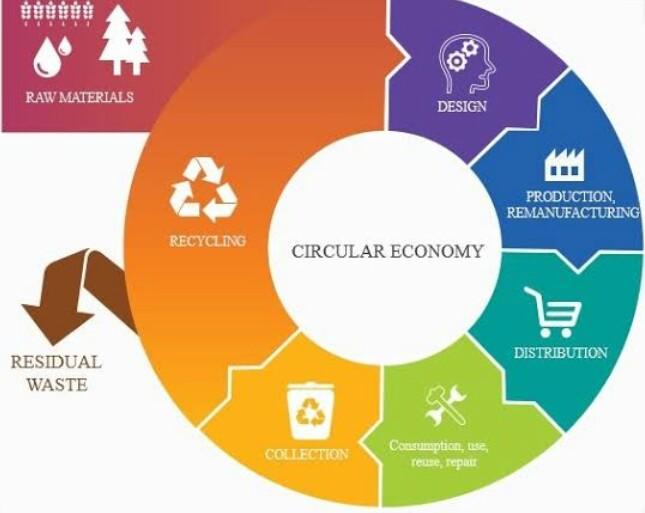 RAW MATERIALS
DESIGN
PRODUCTION,
REMANUFACTURING
RECYCLING
CIRCULAR ECONOMY
DISTRIBUTION
RESIDUAL
WASTE
COLLECTION
Consumption, use,
reuse, repair